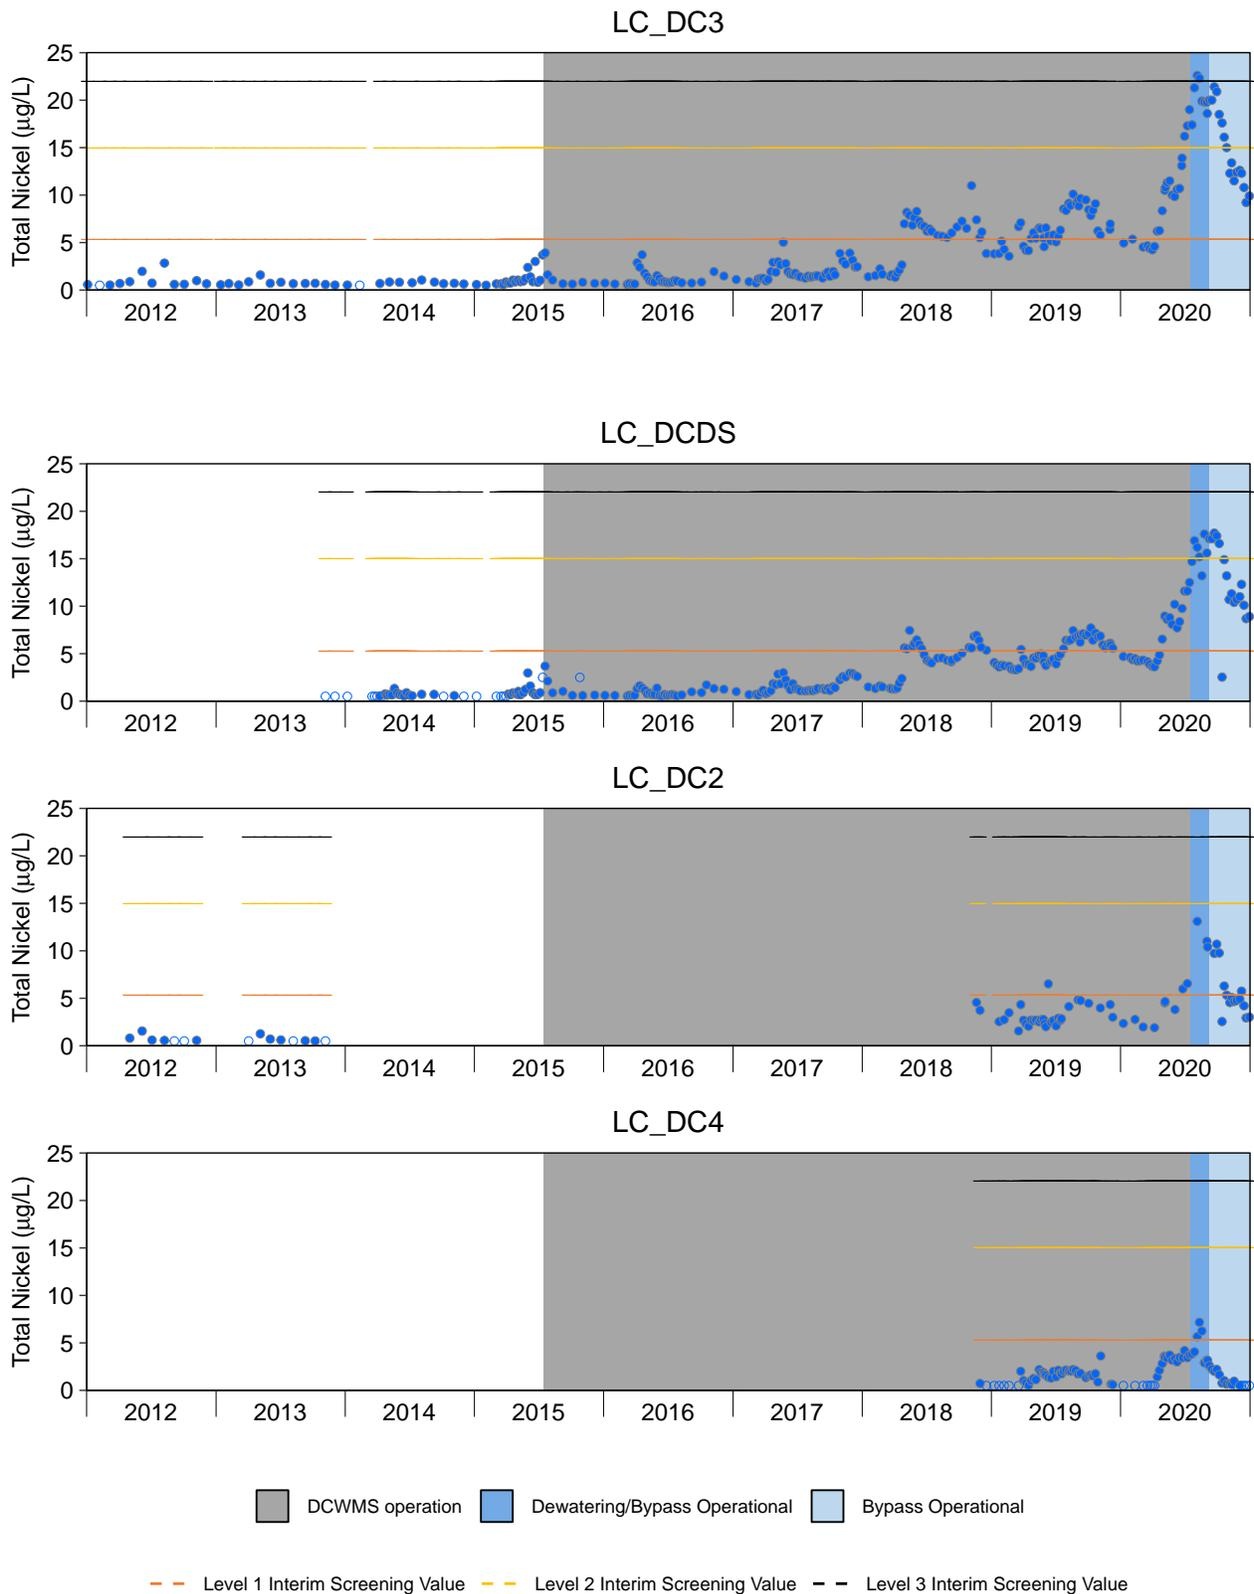 LC_DC3
Total Nickel (µg/L)
25
20
15
10
5
0
2012 2013 2014 2015 2016 2017 2018 2019 2020
LC_DCDS
Total Nickel (µg/L)
25
20
15
10
5
0
2012 2013 2014 2015 2016 2017 2018 2019 2020
LC_DC2
Total Nickel (µg/L)
25
20
15
10
5
0
2012 2013 2014 2015 2016 2017 2018 2019 2020
LC_DC4
Total Nickel (µg/L)
25
20
15
10
5
0
2012 2013 2014 2015 2016 2017 2018 2019 2020
DCWMS operation Dewatering/Bypass Operational Bypass Operational
Level 1 Interim Screening Value Level 2 Interim Screening Value Level 3 Interim Screening Value